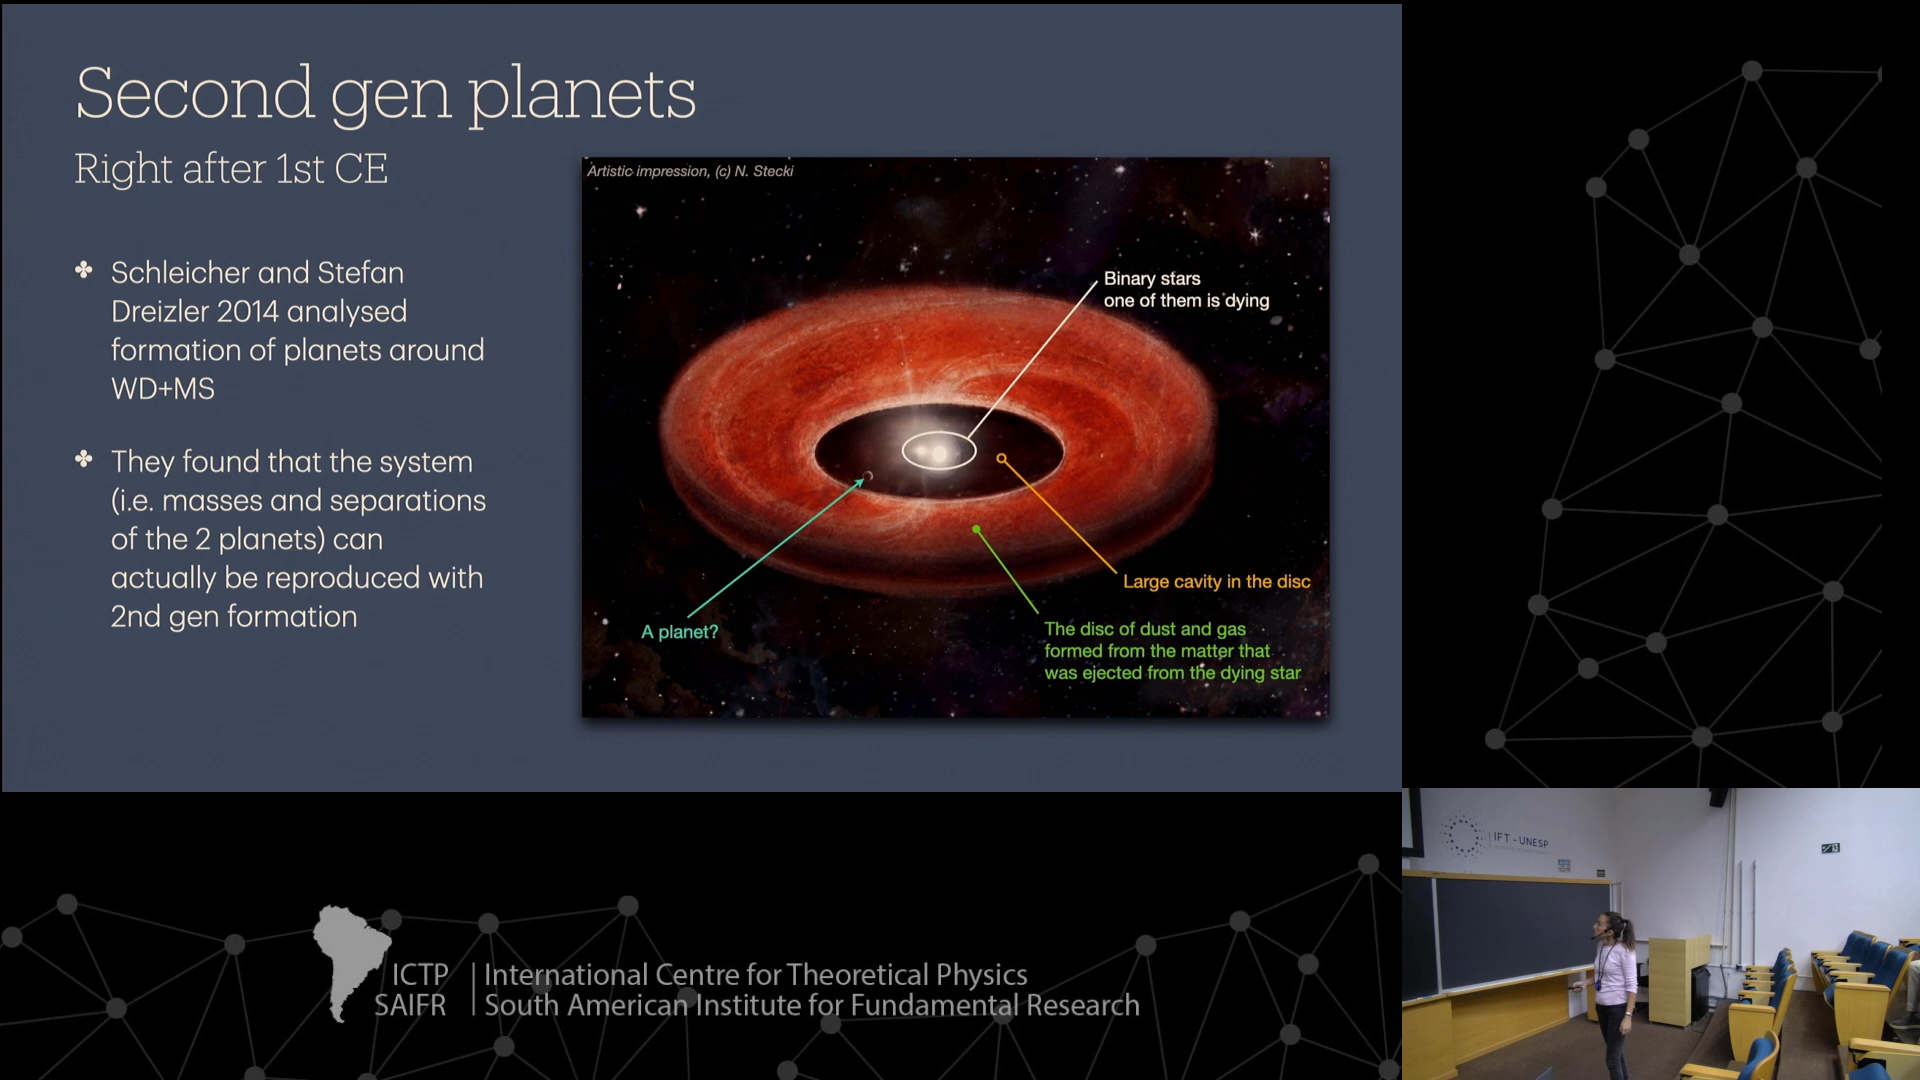 Second gen planets
Right after 1st CE
✤ Schleicher and Stefan
Dreizler 2014 analysed
formation of planets around
WD+MS
✤ They found that the system
(i.e. masses and separations
of the 2 planets) can
actually be reproduced with
2nd gen formation
Artistic impression, (c) N. Stecki
Binary stars
one of them is dying
Large cavity in the disc
A planet?
The disc of dust and gas
formed from the matter that
was ejected from the dying star
IFT - UNESP
ICTP | International Centre for Theoretical Physics
SAIFR | South American Institute for Fundamental Research